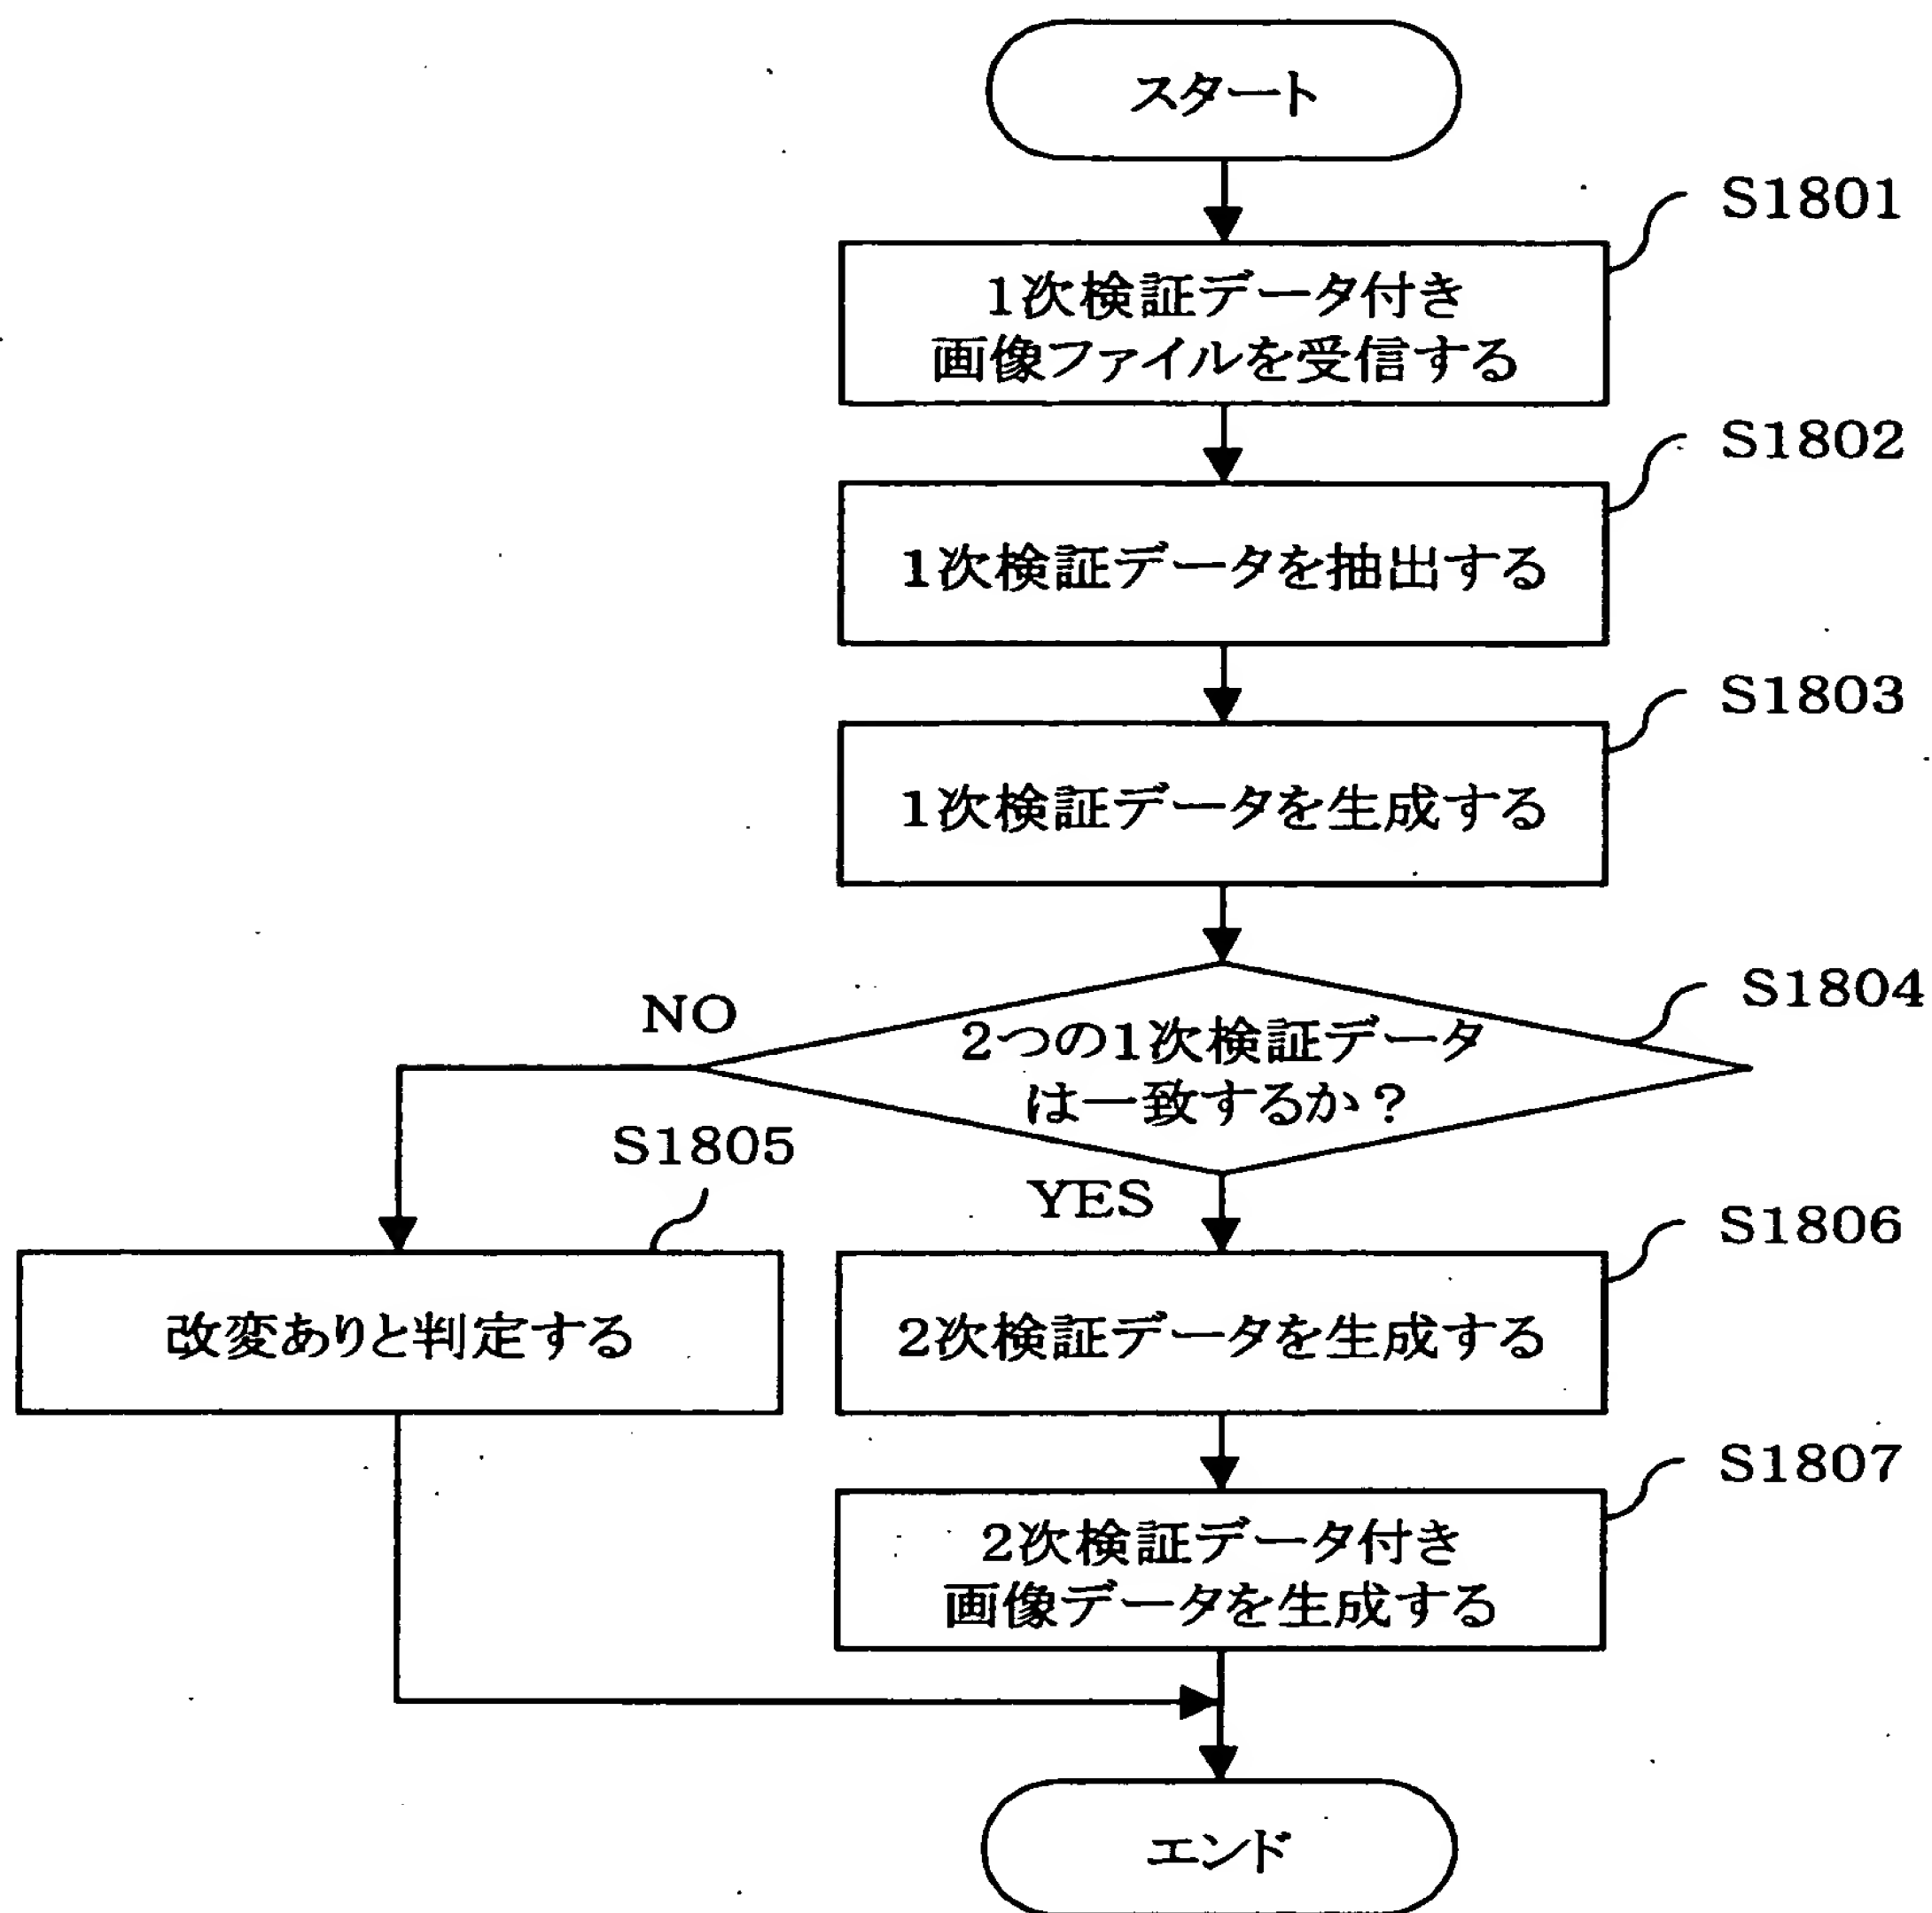 スタート
S1801
1次検証データ付き
画像ファイルを受信する
S1802
1次検証データを抽出する
S1803
1次検証データを生成する
S1804
NO
2つの1次検証データ
は一致するか?
S1805
YES
S1806
改変ありと判定する
2次検証データを生成する
S1807
2次検証データ付き
画像データを生成する
エンド